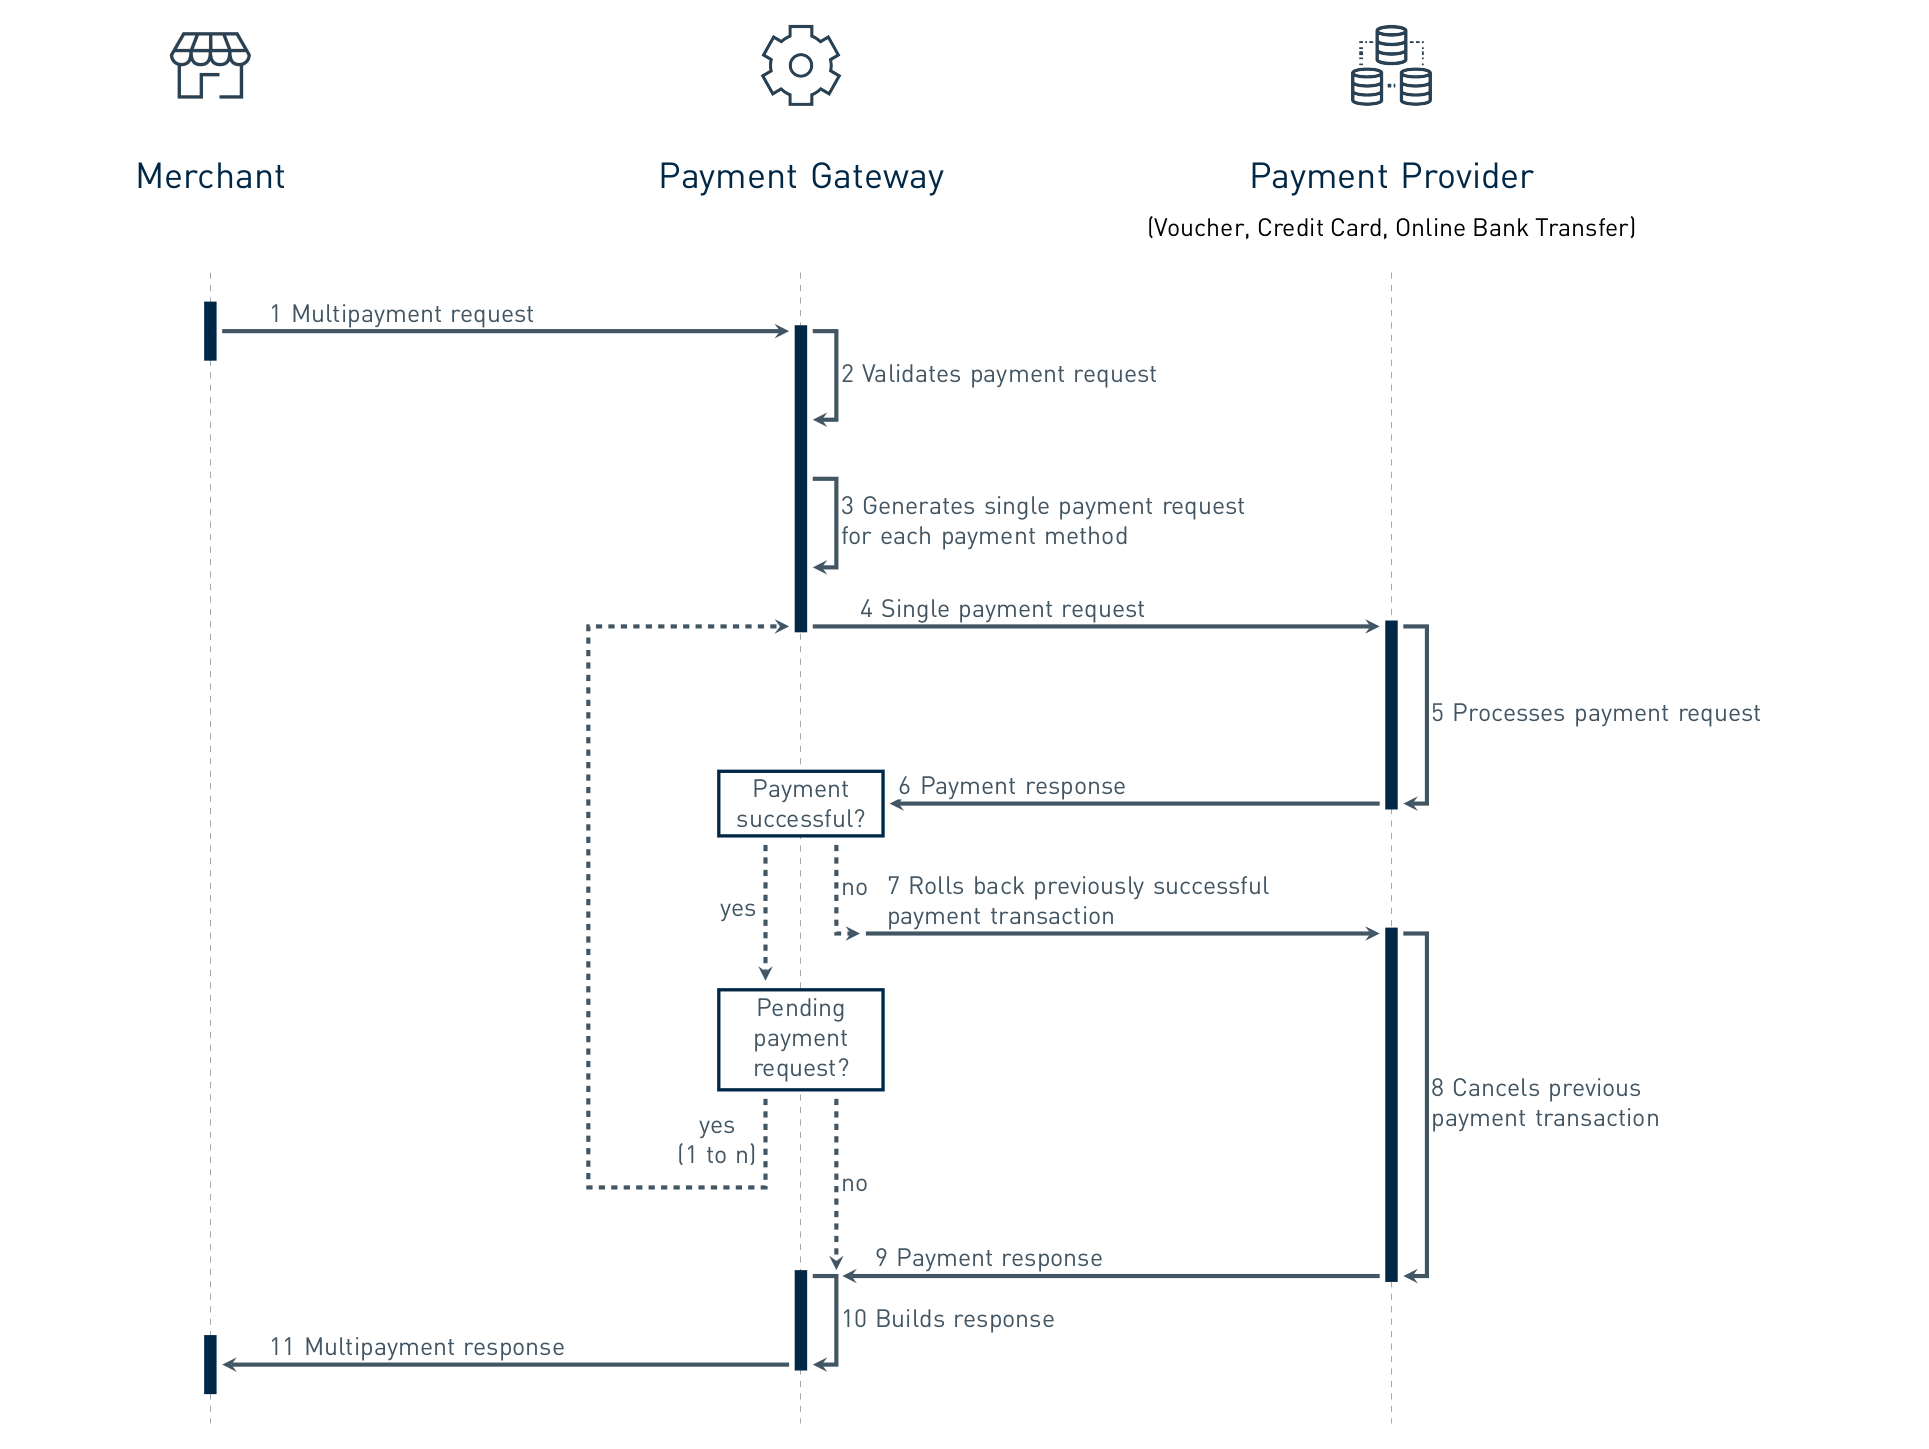 Merchant
Payment Gateway
Payment Provider
(Voucher, Credit Card, Online Bank Transfer)
1 Multipayment request
2 Validates payment request
3 Generates single payment request
for each payment method
4 Single payment request
5 Processes payment request
6 Payment response
Payment
successful?
yes
no
7 Rolls back previously successful
payment transaction
Pending
payment
request?
8 Cancels previous
payment transaction
yes
(1 to n)
no
9 Payment response
10 Builds response
11 Multipayment response